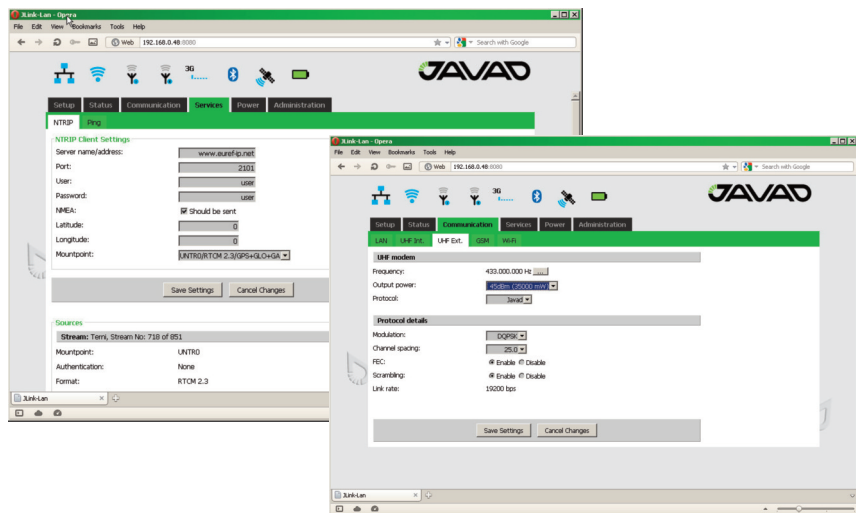 JLink-Lan - Opera
File Edit View Bookmarks Tools Help
Web 192.168.0.48:8080
Search with Google
3G
JAVAD
Setup Status Communication Services Power Administration
NTRIP Ping
NTRIP Client Settings
Server name/address: www.euref-ip.net
Port: 2101
User: user
Password: user
NMEA: Should be sent
Latitude: 0
Longitude: 0
Mountpoint: UNTR0/RTCM 2.3/GPS+GLO+GA
Save Settings Cancel Changes
Sources
Stream: Terni, Stream No: 718 of 851
Mountpoint: UNTR0
Authentication: None
Format: RTCM 2.3
JLink-Lan
JLink-Lan - Opera
File Edit View Bookmarks Tools Help
Web 192.168.0.48:8080
Search with Google
3G
JAVAD
Setup Status Communication Services Power Administration
LAN UHF Int. UHF Ext. GSM Wi-Fi
UHF modem
Frequency: 433.000.000 Hz ...
Output power: 45dBm (35000 mW)
Protocol: Javad
Protocol details
Modulation: DQPSK
Channel spacing: 25.0
FEC: Enable Disable
Scrambling: Enable Disable
Link rate: 19200 bps
Save Settings Cancel Changes
JLink-Lan